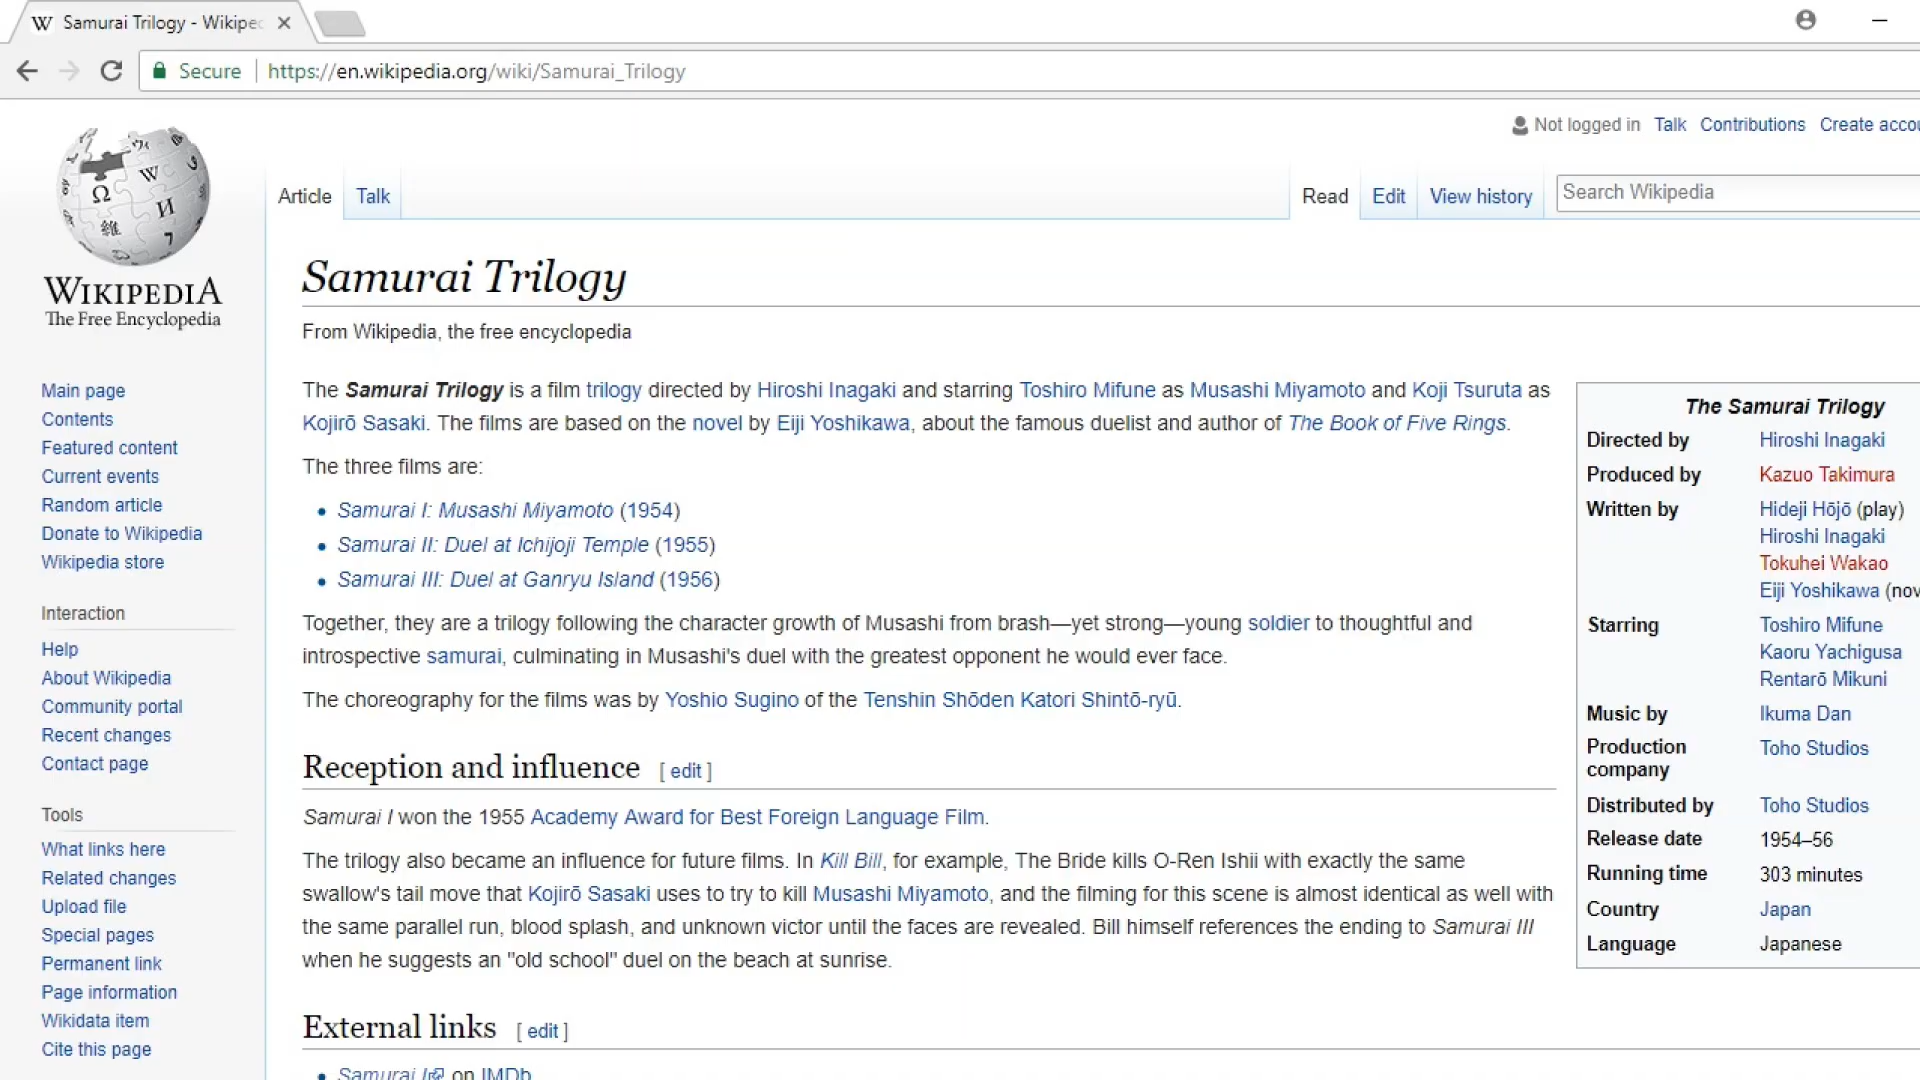 Samurai Trilogy - Wikiped
Secure https://en.wikipedia.org/wiki/Samurai_Trilogy
Not logged in Talk Contributions Create accou
Article Talk Read Edit View history Search Wikipedia
WIKIPEDIA
The Free Encyclopedia
Main page
Contents
Featured content
Current events
Random article
Donate to Wikipedia
Wikipedia store
Interaction
Help
About Wikipedia
Community portal
Recent changes
Contact page
Tools
What links here
Related changes
Upload file
Special pages
Permanent link
Page information
Wikidata item
Cite this page
Samurai Trilogy
From Wikipedia, the free encyclopedia
The Samurai Trilogy is a film trilogy directed by Hiroshi Inagaki and starring Toshiro Mifune as Musashi Miyamoto and Koji Tsuruta as
Kojirō Sasaki. The films are based on the novel by Eiji Yoshikawa, about the famous duelist and author of The Book of Five Rings.
The three films are:
• Samurai I: Musashi Miyamoto (1954)
• Samurai II: Duel at Ichijoji Temple (1955)
• Samurai III: Duel at Ganryu Island (1956)
Together, they are a trilogy following the character growth of Musashi from brash—yet strong—young soldier to thoughtful and
introspective samurai, culminating in Musashi's duel with the greatest opponent he would ever face.
The choreography for the films was by Yoshio Sugino of the Tenshin Shōden Katori Shintō-ryū.
Reception and influence [ edit ]
Samurai I won the 1955 Academy Award for Best Foreign Language Film.
The trilogy also became an influence for future films. In Kill Bill, for example, The Bride kills O-Ren Ishii with exactly the same
swallow's tail move that Kojirō Sasaki uses to try to kill Musashi Miyamoto, and the filming for this scene is almost identical as well with
the same parallel run, blood splash, and unknown victor until the faces are revealed. Bill himself references the ending to Samurai III
when he suggests an "old school" duel on the beach at sunrise.
External links [ edit ]
• Samurai I on IMDb
The Samurai Trilogy
Directed by Hiroshi Inagaki
Produced by Kazuo Takimura
Written by Hideji Hōjō (play)
Hiroshi Inagaki
Tokuhei Wakao
Eiji Yoshikawa (nov
Starring Toshiro Mifune
Kaoru Yachigusa
Rentarō Mikuni
Music by Ikuma Dan
Production Toho Studios
company
Distributed by Toho Studios
Release date 1954–56
Running time 303 minutes
Country Japan
Language Japanese